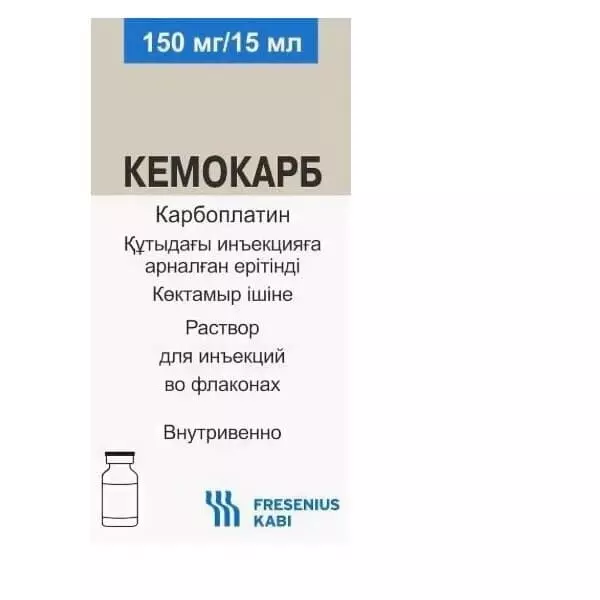 150 мг/15 мл
КЕМОКАРБ
Карбоплатин
Құтыдағы инъекцияға
арналған ерітінді
Көктамыр ішіне
Раствор
для инъекций
во флаконах
Внутривенно
FRESENIUS
KABI